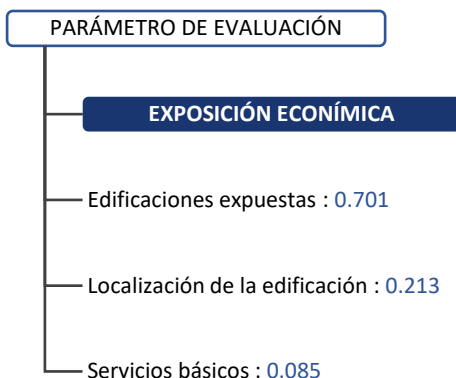 PARÁMETRO DE EVALUACIÓN
EXPOSICIÓN ECONÍMICA
Edificaciones expuestas : 0.701
Localización de la edificación : 0.213
Servicios básicos : 0.085